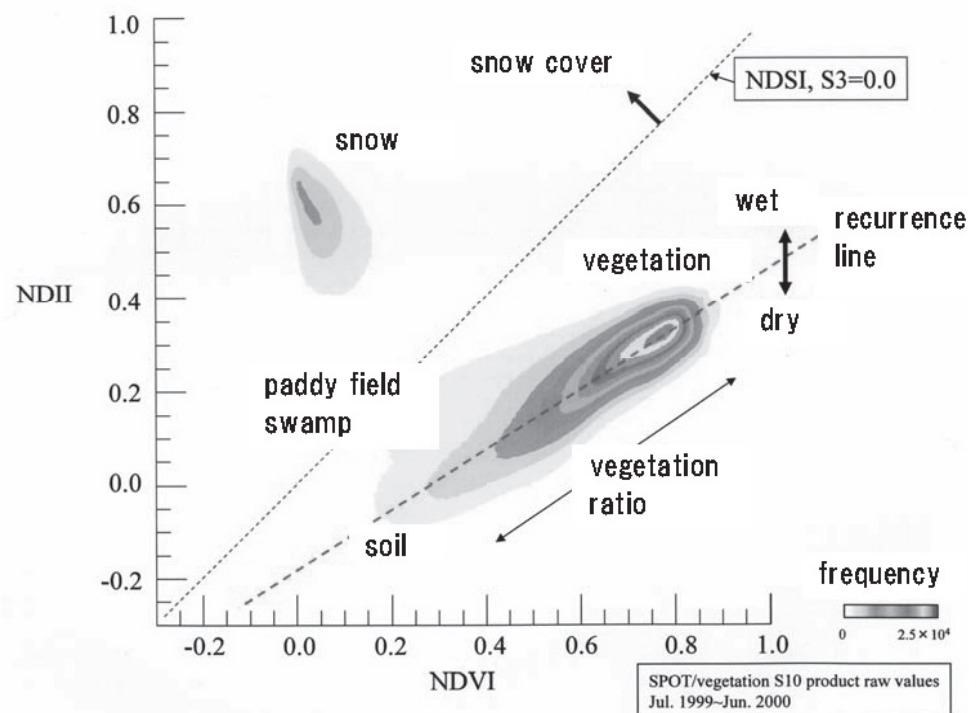 1.0
0.8
0.6
0.4
0.2
0.0
-0.2
NDII
snow cover
NDSI, S3=0.0
snow
wet
recurrence
line
vegetation
dry
paddy field
swamp
vegetation
ratio
soil
frequency
0 2.5×10⁴
-0.2 0.0 0.2 0.4 0.6 0.8 1.0
NDVI
SPOT/vegetation S10 product raw values
Jul. 1999~Jun. 2000